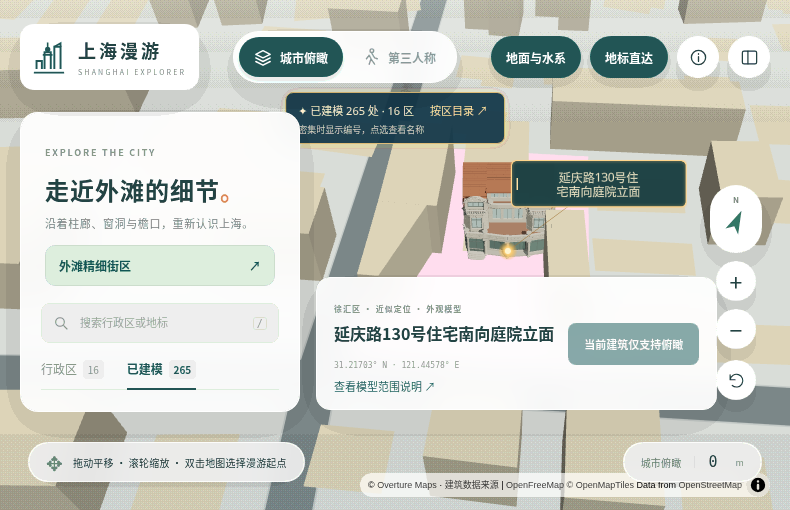 上海漫游
SHANGHAI EXPLORER
城市俯瞰
第三人称
地面与水系
地标直达
✦ 已建模 265 处 · 16 区 按区目录 ↗
密集时显示编号，点选查看名称
EXPLORE THE CITY
走近外滩的细节。
沿着柱廊、窗洞与檐口，重新认识上海。
外滩精细街区 ↗
搜索行政区或地标 /
行政区 16
已建模 265
延庆路130号住
宅南向庭院立面
N
+
−
徐汇区 · 近似定位 · 外观模型
延庆路130号住宅南向庭院立面
31.21703° N · 121.44578° E
查看模型范围说明 ↗
当前建筑仅支持俯瞰
拖动平移 · 滚轮缩放 · 双击地图选择漫游起点
城市俯瞰 0 m
© Overture Maps · 建筑数据来源 | OpenFreeMap © OpenMapTiles Data from OpenStreetMap